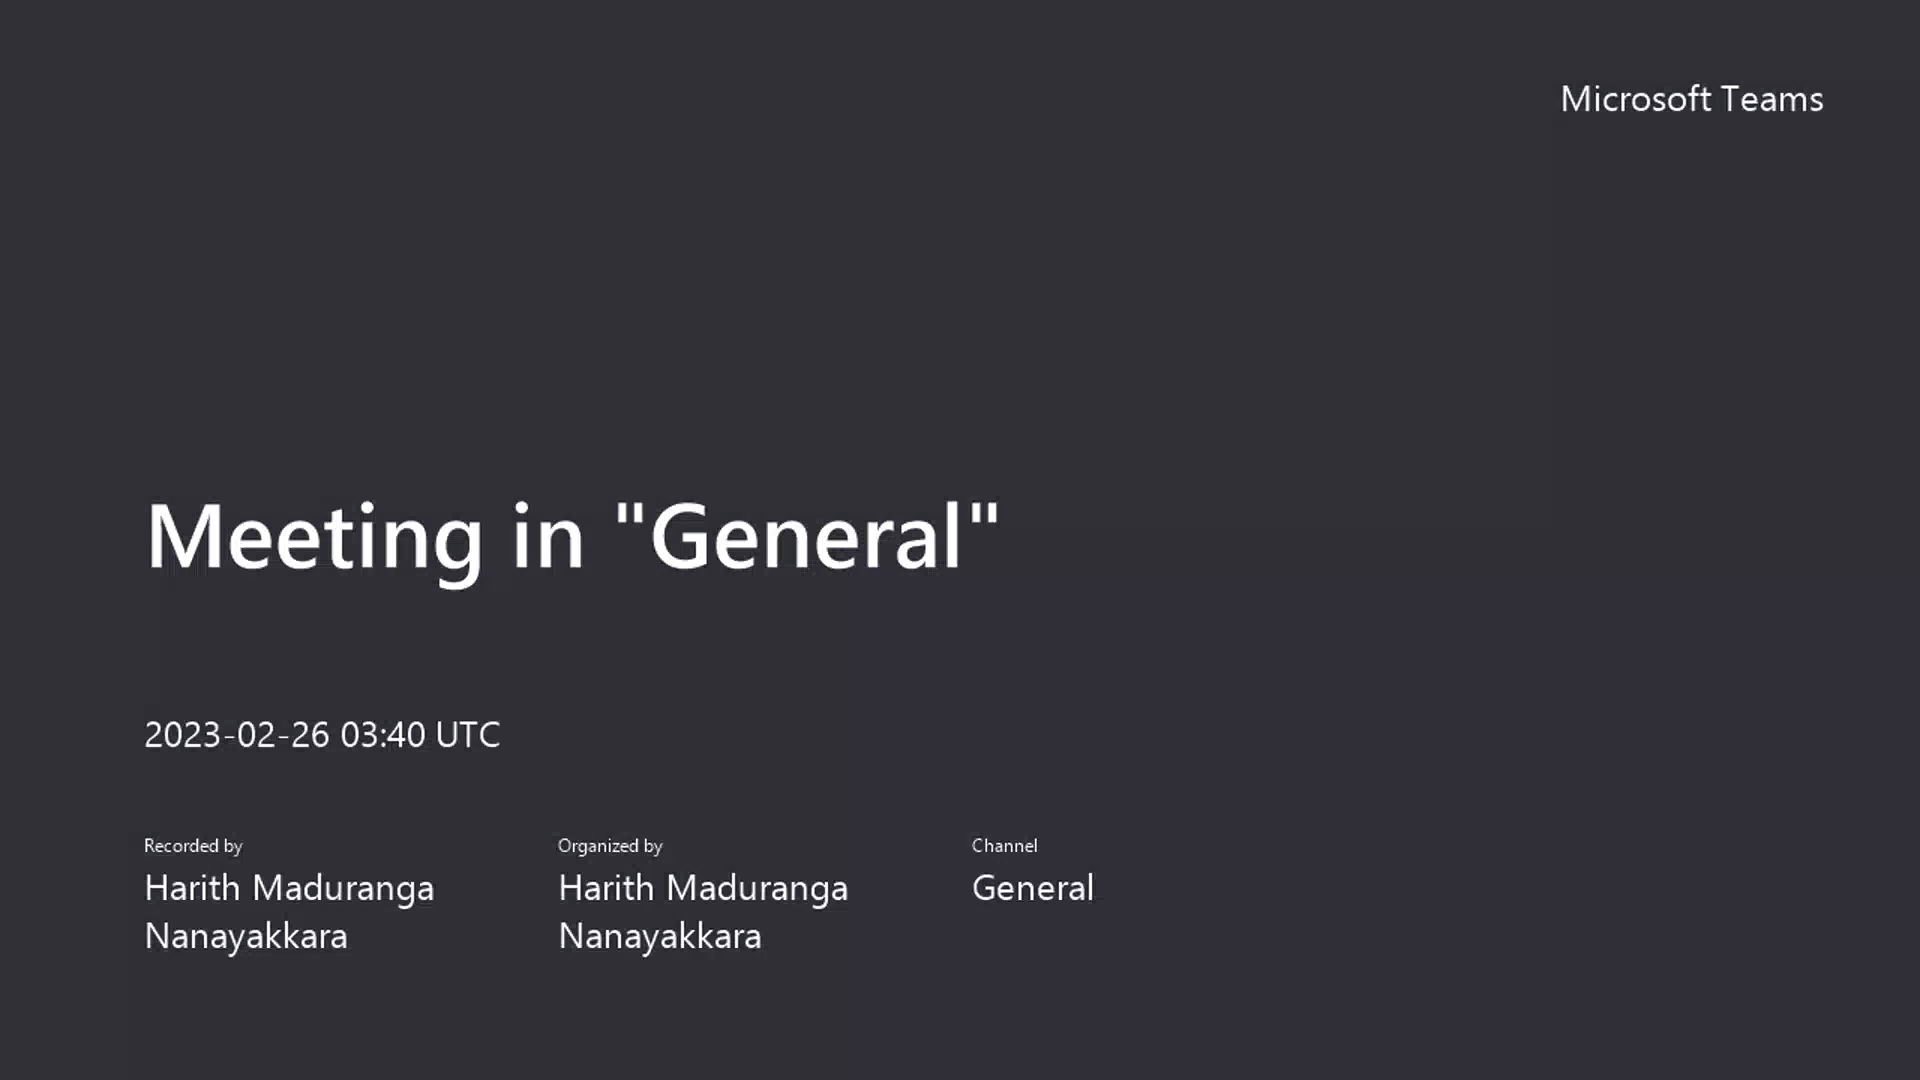 Microsoft Teams
Meeting in "General"
2023-02-26 03:40 UTC
Recorded by
Harith Maduranga
Nanayakkara
Organized by
Harith Maduranga
Nanayakkara
Channel
General